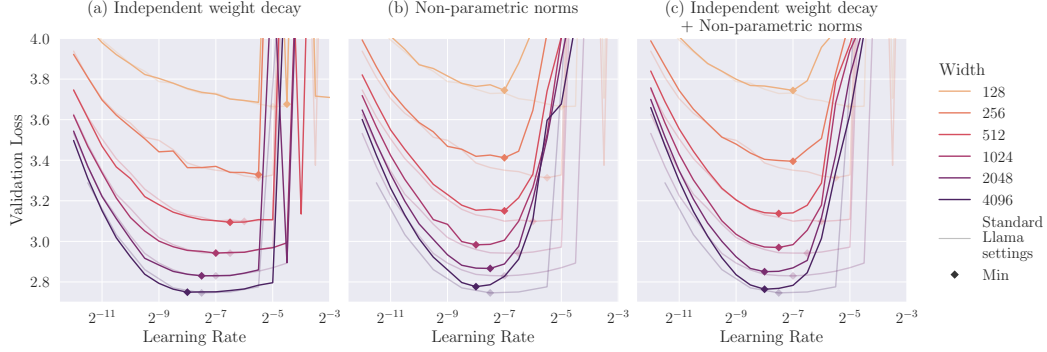 (a) Independent weight decay
(b) Non-parametric norms
(c) Independent weight decay
+ Non-parametric norms
Validation Loss
4.0
3.8
3.6
3.4
3.2
3.0
2.8
2^−11
2^−9
2^−7
2^−5
2^−3
Learning Rate
2^−11
2^−9
2^−7
2^−5
2^−3
Learning Rate
2^−11
2^−9
2^−7
2^−5
2^−3
Learning Rate
Width
128
256
512
1024
2048
4096
Standard
Llama
settings
Min